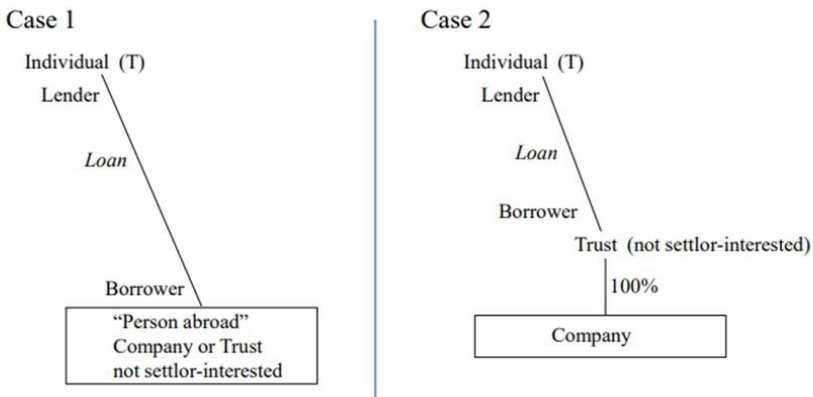 Case 1
Individual (T)
Lender
Loan
Borrower
“Person abroad”
Company or Trust
not settlor-interested
Case 2
Individual (T)
Lender
Loan
Borrower
Trust (not settlor-interested)
100%
Company